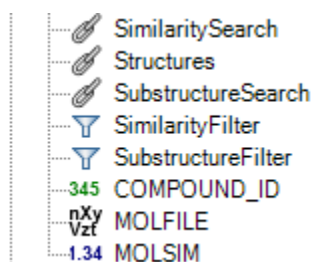 SimilaritySearch
Structures
SubstructureSearch
SimilarityFilter
SubstructureFilter
345 COMPOUND_ID
nXy
Vzt MOLFILE
1.34 MOLSIM